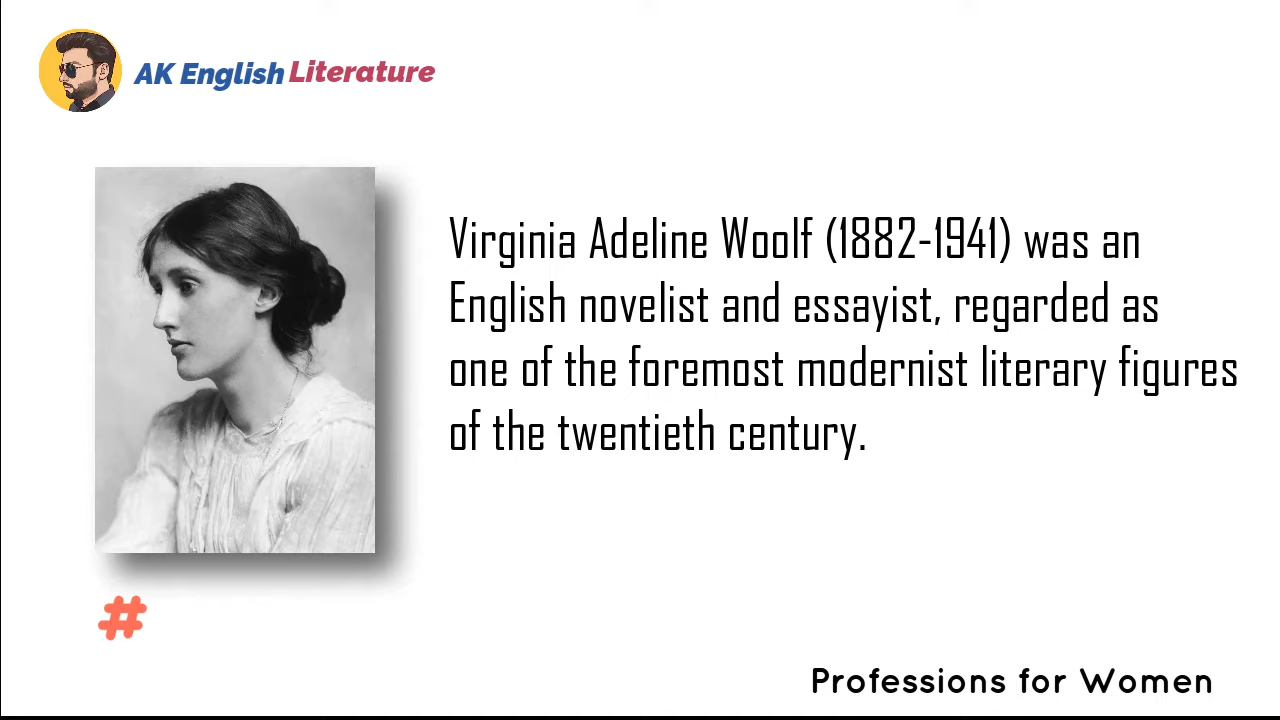 AK English Literature
Virginia Adeline Woolf (1882-1941) was an
English novelist and essayist, regarded as
one of the foremost modernist literary figures
of the twentieth century.
#
Professions for Women